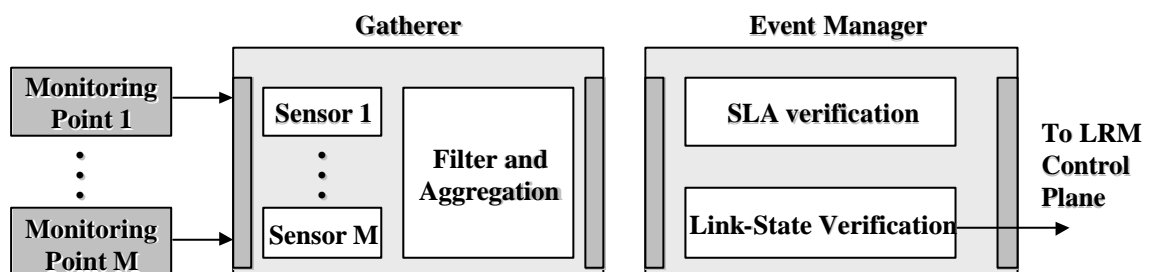 Gatherer
Event Manager
Monitoring
Point 1
Sensor 1
SLA verification
To LRM
Control
Plane
Filter and
Aggregation
Monitoring
Point M
Sensor M
Link-State Verification